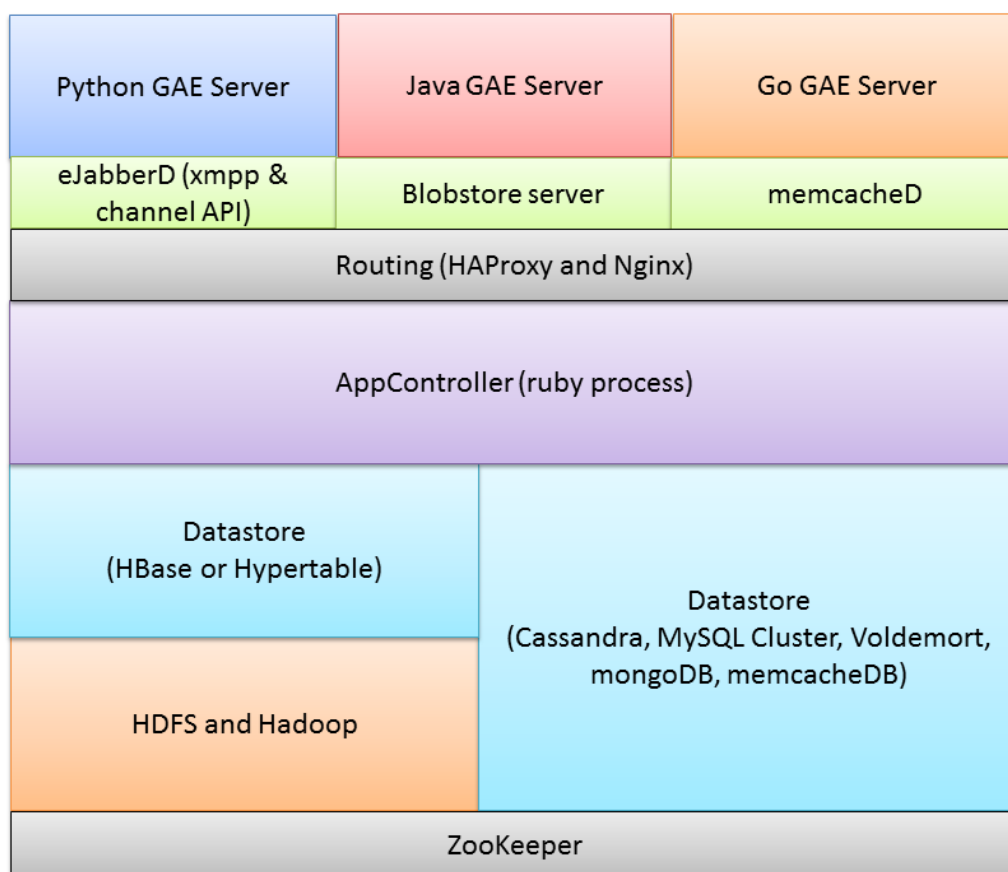 Python GAE Server
Java GAE Server
Go GAE Server
eJabberD (xmpp &
channel API)
Blobstore server
memcacheD
Routing (HAProxy and Nginx)
AppController (ruby process)
Datastore
(HBase or Hypertable)
Datastore
(Cassandra, MySQL Cluster, Voldemort,
mongoDB, memcacheDB)
HDFS and Hadoop
ZooKeeper